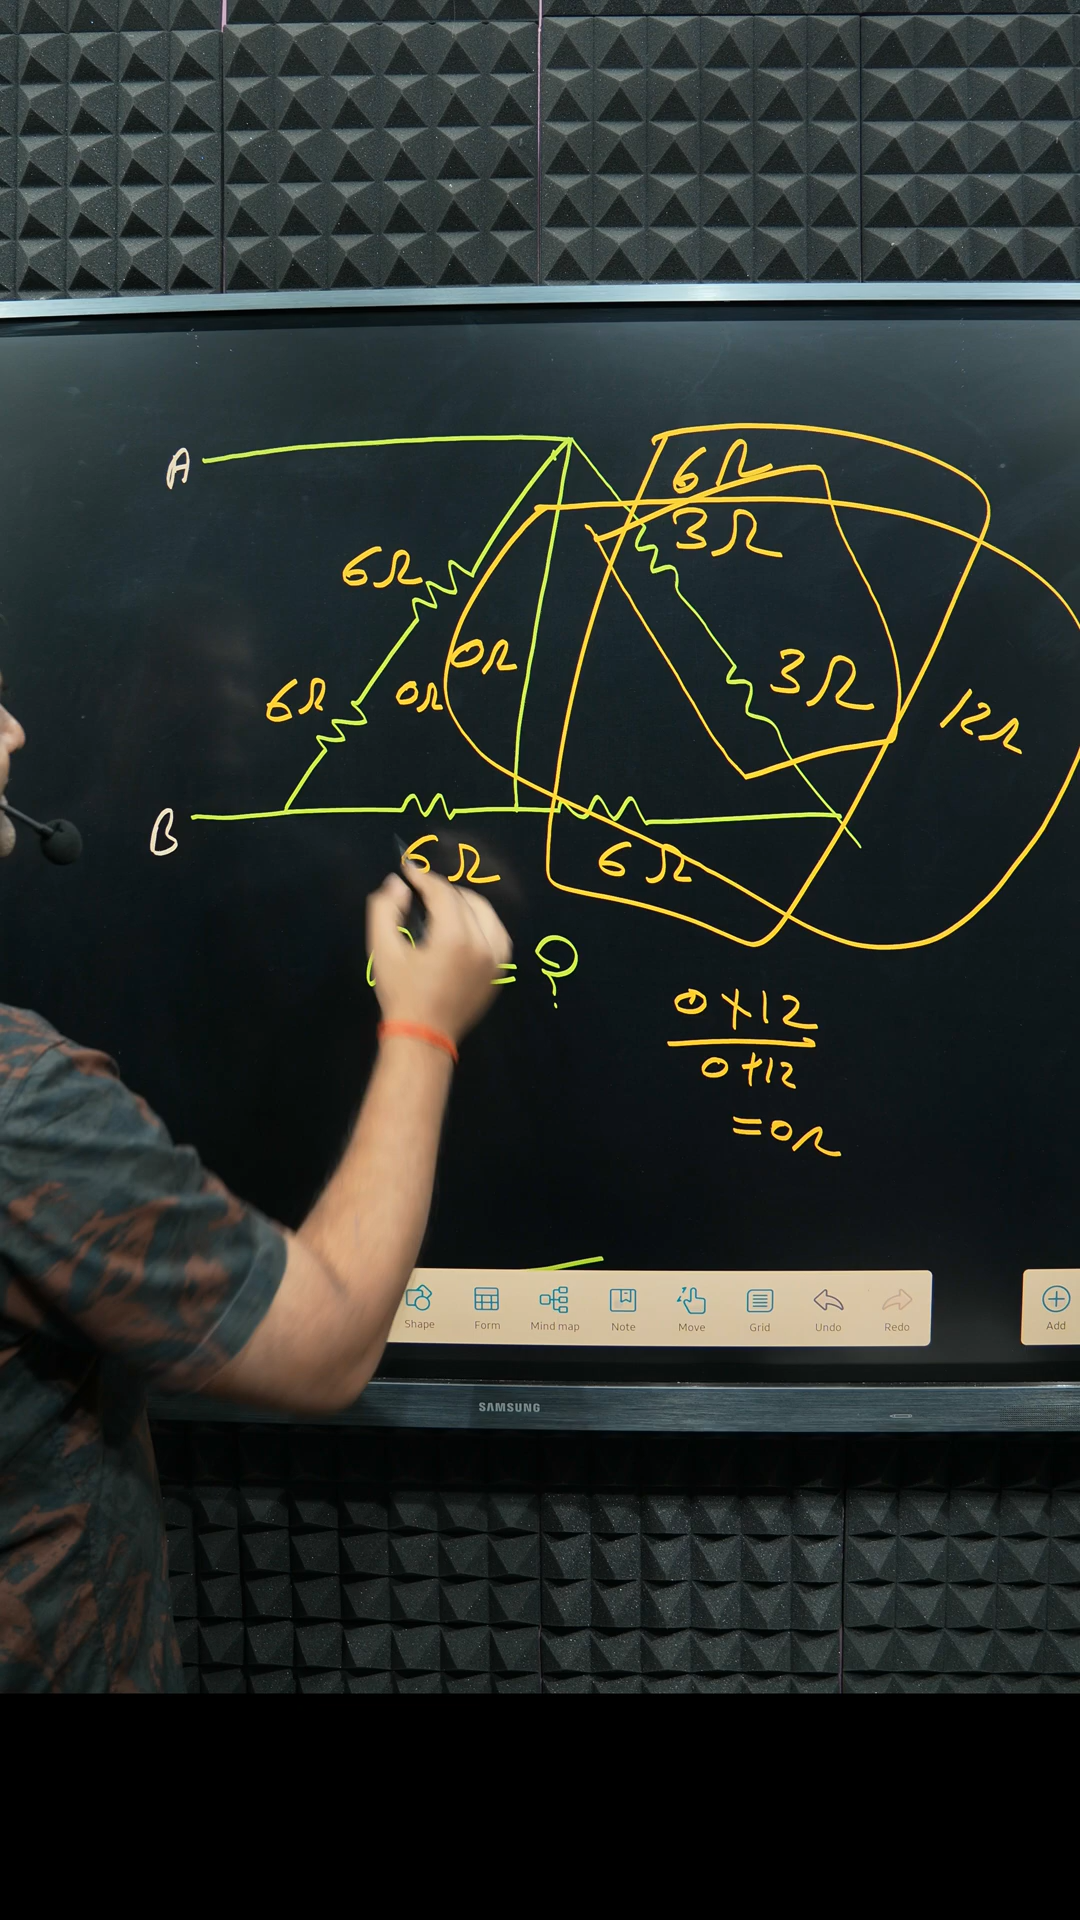 A
6Ω
3Ω
6Ω
0Ω
3Ω
6Ω
0Ω
12Ω
B
6Ω
6Ω
= ?
0×12
0+12
=0Ω
Shape
Form
Mind map
Note
Move
Grid
Undo
Redo
Add
SAMSUNG